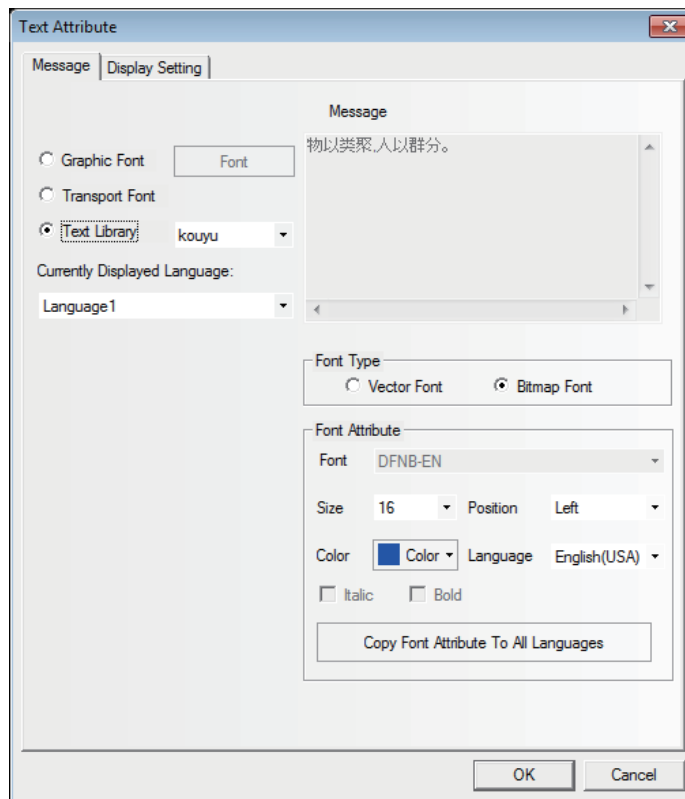 Text Attribute
Message
Display Setting
Message
物以类聚,人以群分。
Graphic Font
Font
Transport Font
Text Library
kouyu
Currently Displayed Language:
Language1
Font Type
Vector Font
Bitmap Font
Font Attribute
Font
DFNB-EN
Size
16
Position
Left
Color
Color
Language
English(USA)
Italic
Bold
Copy Font Attribute To All Languages
OK
Cancel